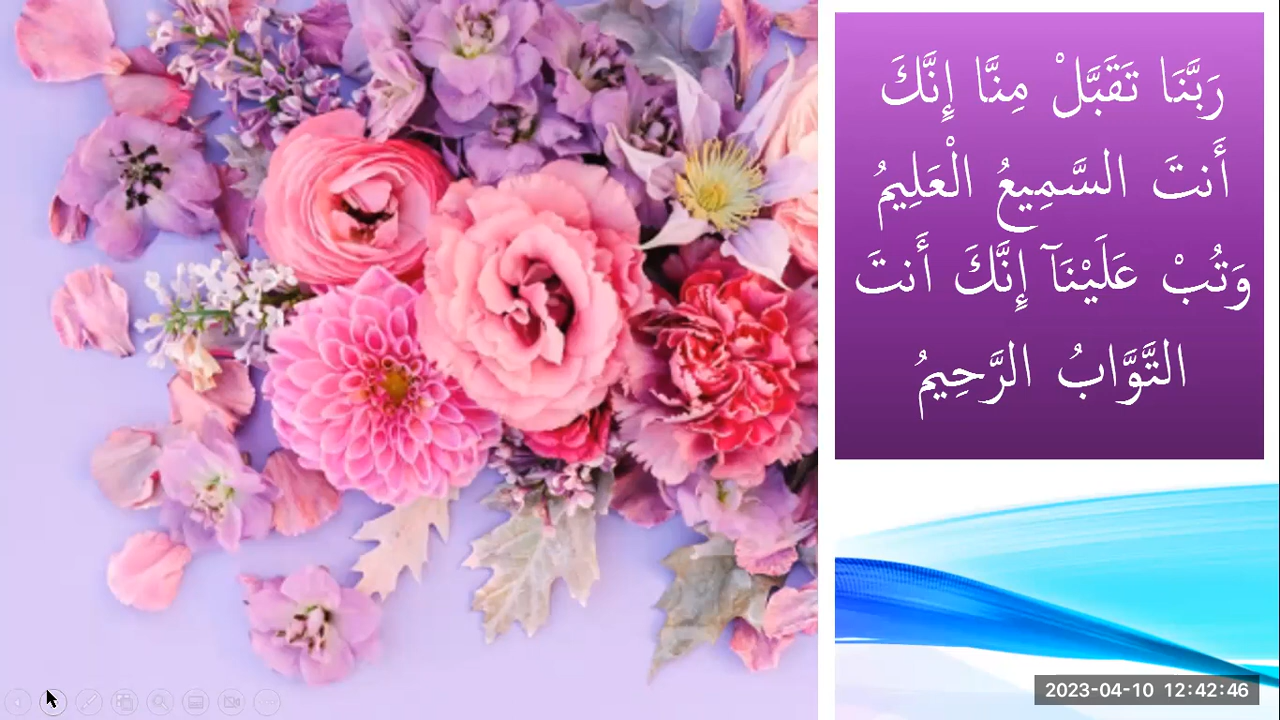 رَبَّنَا تَقَبَّلْ مِنَّا إِنَّكَ
أَنتَ السَّمِيعُ الْعَلِيمُ
وَتُبْ عَلَيْنَآ إِنَّكَ أَنتَ
التَّوَّابُ الرَّحِيمُ
2023-04-10 12:42:46